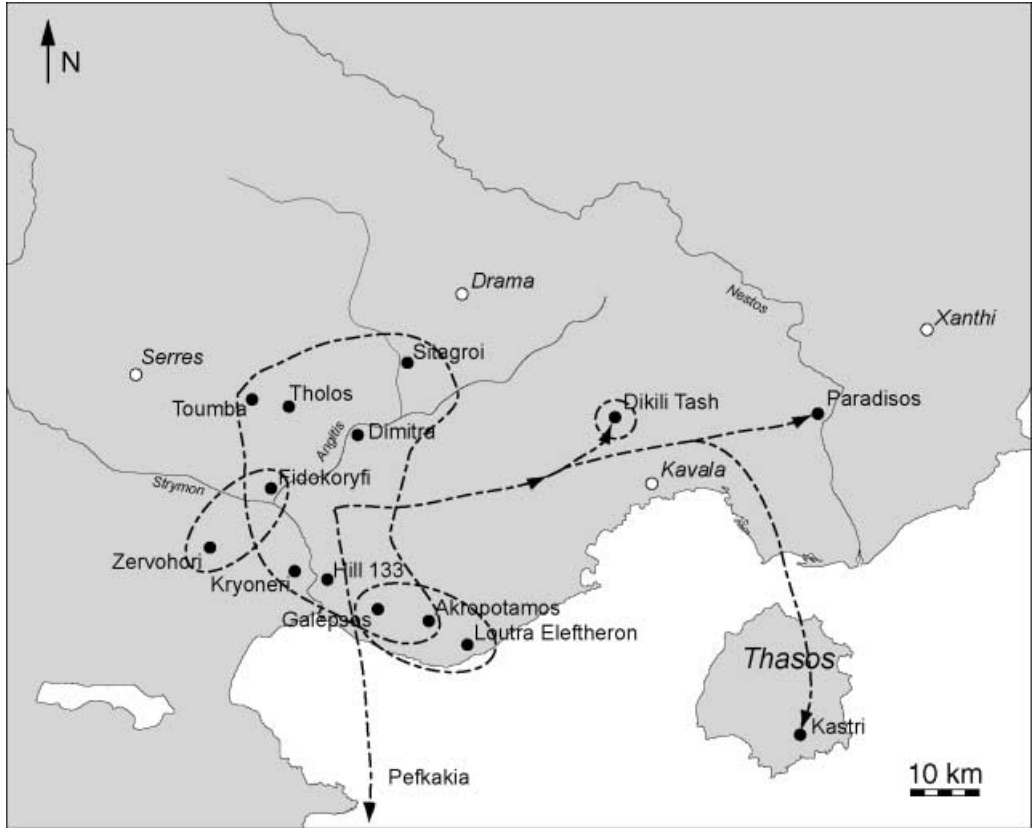 N
Drama
Nestos
Xanthi
Sitagroi
Serres
Toumba
Tholos
Dikili Tash
Paradisos
Angitis
Dimitra
Kavala
Fidokoryfi
Strymon
Zervohori
Kryoneri
Hill 133
Galepsos
Akropotamos
Loutra Eleftheron
Thasos
Kastri
Pefkakia
10 km